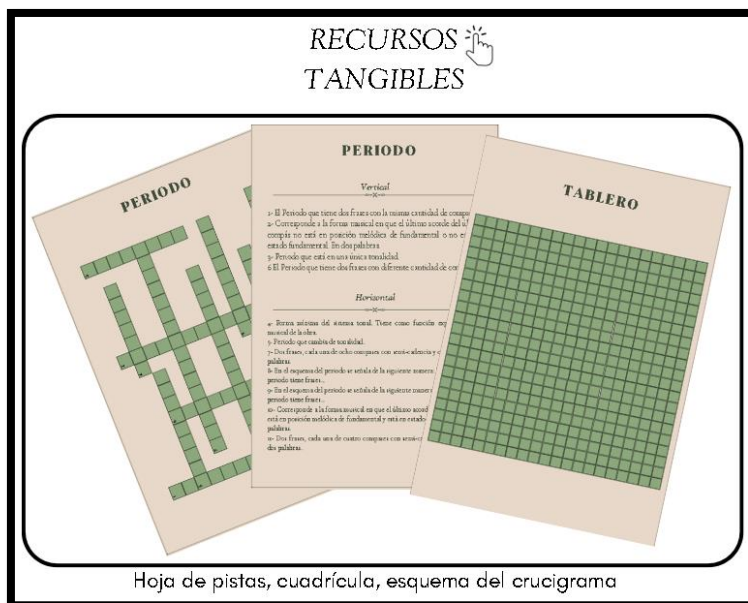 RECURSOS
TANGIBLES
PERIODO
PERIODO
Vertical
1- El Periodo que tiene dos frases con la misma cantidad de
2- Corresponde a la forma musical en que el último acorde del
compás no está en posición melódica de fundamental o no
estado fundamental. En dos palabras
3- Periodo que está en una única tonalidad.
6 El Periodo que tiene dos frases con diferente cantidad de
Horizontal
4- Forma mínima del sistema tonal. Tiene como función
musical de la obra.
5- Periodo que cambia de tonalidad.
7- Dos frases, cada una de ocho compases con semi-cadencia y
palabras.
8- En el esquema del periodo se señala de la siguiente
periodo tiene frases...
9- En el esquema del periodo se señala de la siguiente
periodo tiene frases...
10- Corresponde a la forma musical en que el último
está en posición melódica de fundamental y está en
palabras.
11- Dos frases, cada una de cuatro compases con
dos palabras.
TABLERO
Hoja de pistas, cuadrícula, esquema del crucigrama